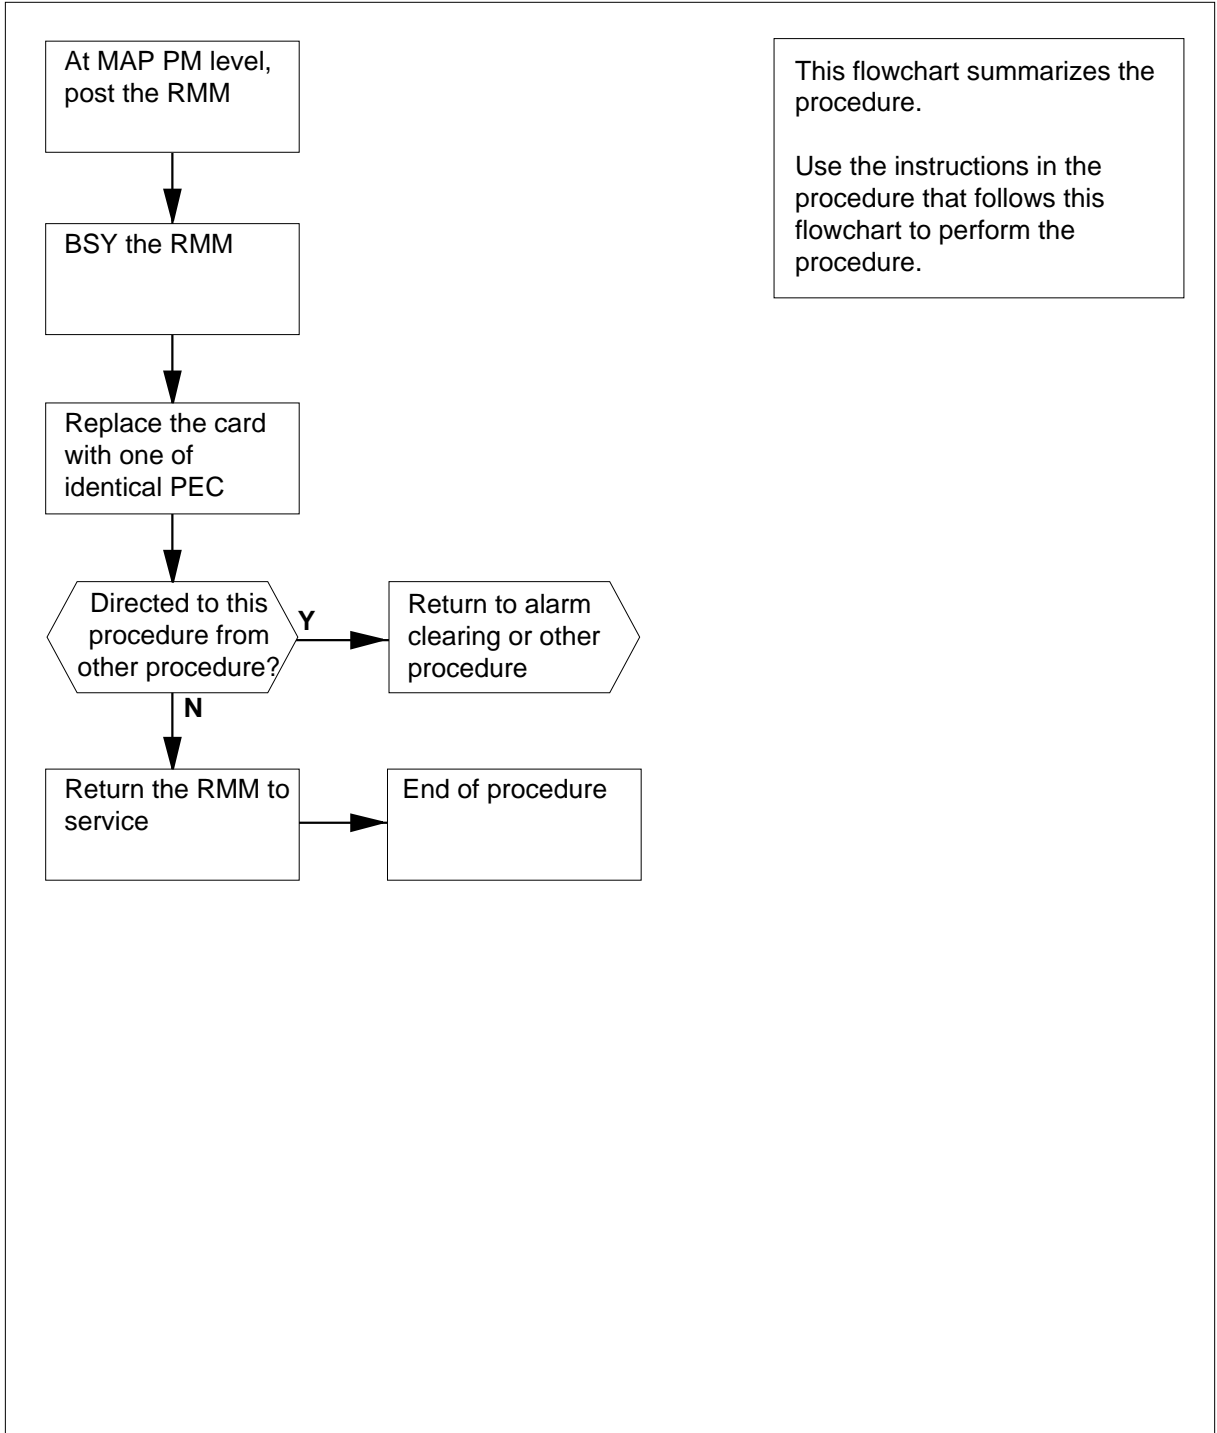 At MAP PM level,
post the RMM
This flowchart summarizes the
procedure.
Use the instructions in the
procedure that follows this
flowchart to perform the
procedure.
BSY the RMM
Replace the card
with one of
identical PEC
Directed to this
procedure from
other procedure?
Y
Return to alarm
clearing or other
procedure
N
Return the RMM to
service
End of procedure